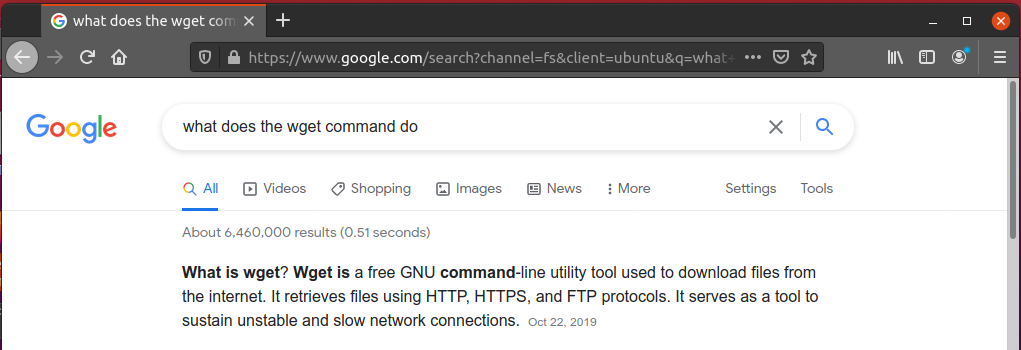 what does the wget com
https://www.google.com/search?channel=fs&client=ubuntu&q=what+
Google
what does the wget command do
All Videos Shopping Images News More Settings Tools
About 6,460,000 results (0.51 seconds)
What is wget? Wget is a free GNU command-line utility tool used to download files from
the internet. It retrieves files using HTTP, HTTPS, and FTP protocols. It serves as a tool to
sustain unstable and slow network connections. Oct 22, 2019